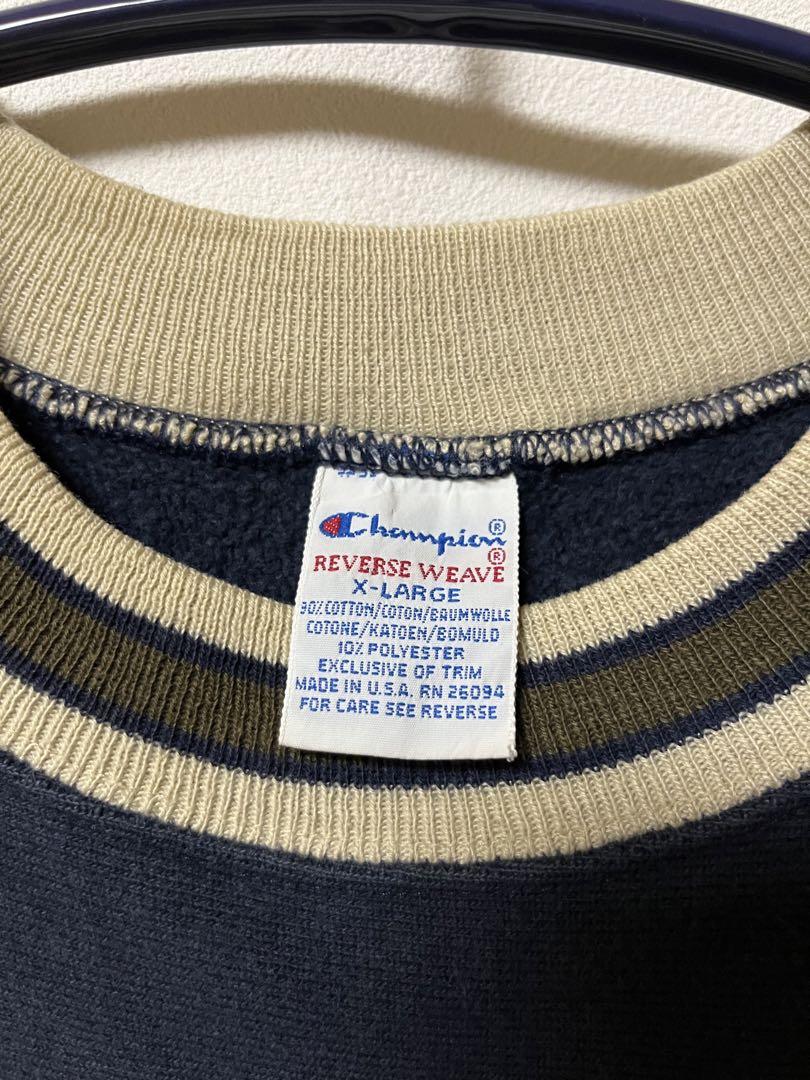 Champion®
REVERSE WEAVE®
X-LARGE
90% COTTON/COTON/BAUMWOLLE
COTONE/KATOEN/BOMULD
10% POLYESTER
EXCLUSIVE OF TRIM
MADE IN U.S.A. RN 26094
FOR CARE SEE REVERSE